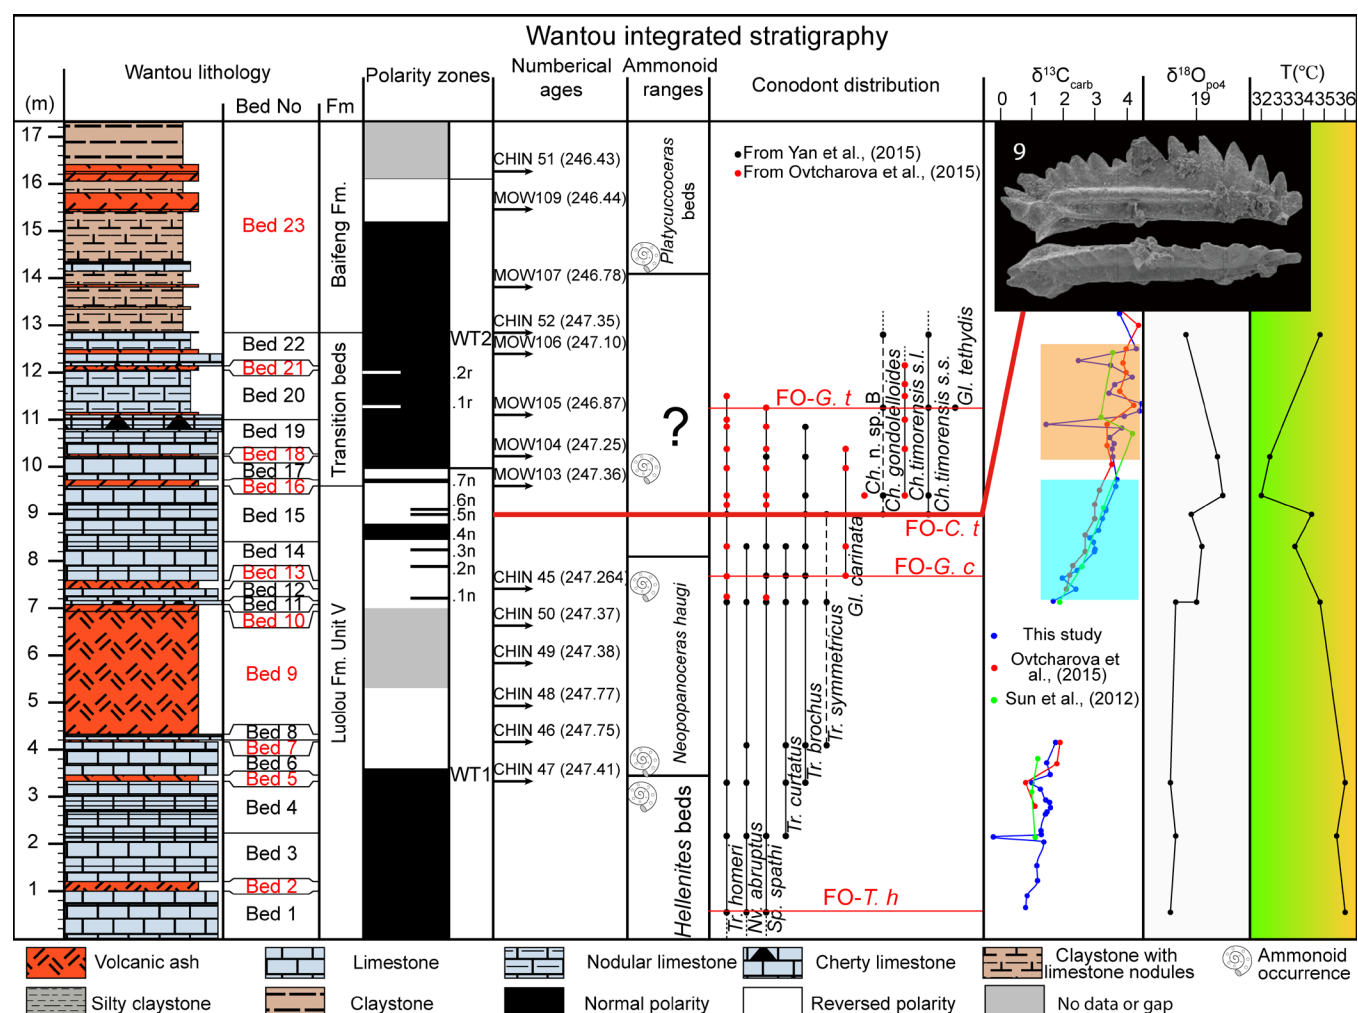 Wantou integrated stratigraphy
Wantou lithology
(m)
Bed No
Fm
Polarity zones
Numberical
ages
Ammonoid
ranges
Conodont distribution
δ13Ccarb
0 1 2 3 4
δ18Opo4
19
T(℃)
32333435 36
17
16
15
14
13
12
11
10
9
8
7
6
5
4
3
2
1
Bed 23
Bed 22
Bed 21
Bed 20
Bed 19
Bed 18
Bed 17
Bed 16
Bed 15
Bed 14
Bed 13
Bed 12
Bed 11
Bed 10
Bed 9
Bed 8
Bed 7
Bed 6
Bed 5
Bed 4
Bed 3
Bed 2
Bed 1
Baifeng Fm.
Transition beds
Luolou Fm. Unit V
WT2
.2r
.1r
.7n
.6n
.5n
.4n
.3n
.2n
.1n
WT1
CHIN 51 (246.43)
MOW109 (246.44)
MOW107 (246.78)
CHIN 52 (247.35)
MOW106 (247.10)
MOW105 (246.87)
MOW104 (247.25)
MOW103 (247.36)
CHIN 45 (247.264)
CHIN 50 (247.37)
CHIN 49 (247.38)
CHIN 48 (247.77)
CHIN 46 (247.75)
CHIN 47 (247.41)
Platycuccoceras
beds
?
Neopopanoceras haugi
Hellenites beds
From Yan et al., (2015)
From Ovtcharova et al., (2015)
FO-G. t
FO-C. t
FO-G. c
FO-T. h
Tr. homeri
Nv. abruptus
Sp. spathi
Tr. curtatus
Tr. brochus
Tr. symmetricus
Gl. carinata
Ch. n. sp. B
Ch. gondolelloides
Ch. timorensis s.l.
Ch.timorensis s.s.
Gl. tethydis
9
This study
Ovtcharova et
al., (2015)
Sun et al., (2012)
Volcanic ash
Limestone
Nodular limestone
Cherty limestone
Claystone with
limestone nodules
Ammonoid
occurrence
Silty claystone
Claystone
Normal polarity
Reversed polarity
No data or gap